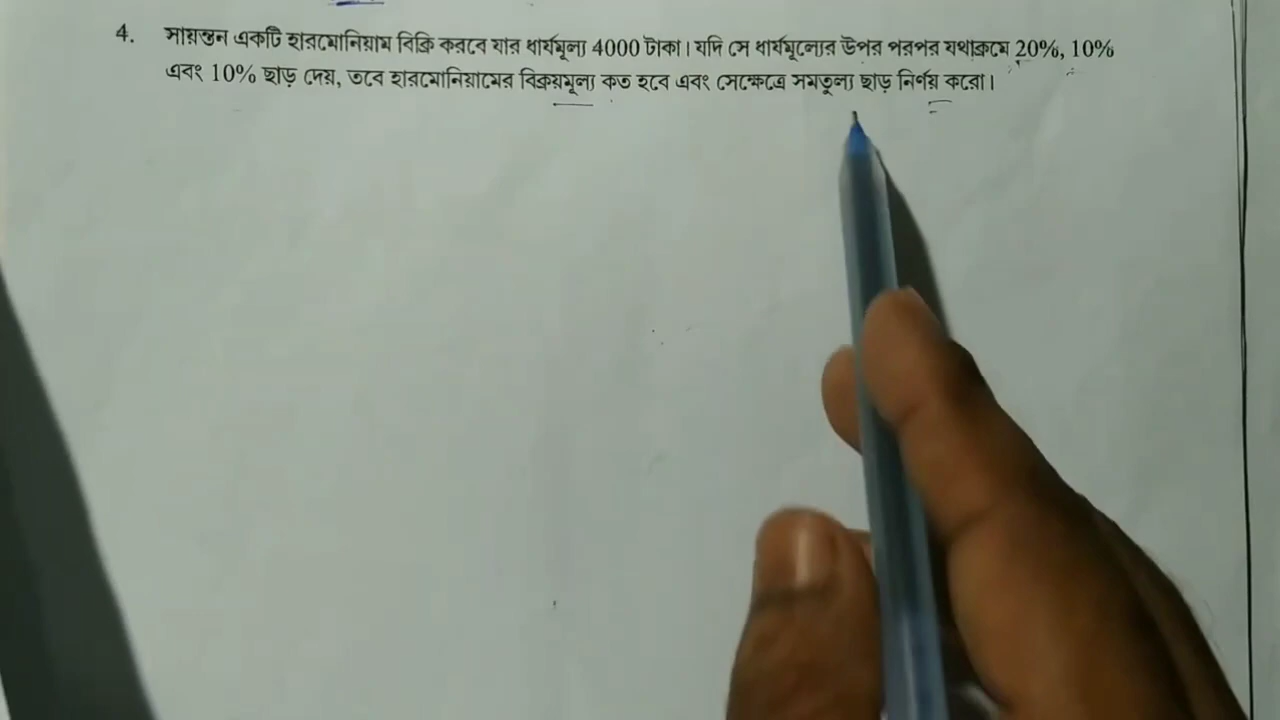 4. সায়ন্তন একটি হারমোনিয়াম বিক্রি করবে যার ধার্যমূল্য 4000 টাকা। যদি সে ধার্যমূল্যের উপর পরপর যথাক্রমে 20%, 10%
এবং 10% ছাড় দেয়, তবে হারমোনিয়ামের বিক্রয়মূল্য কত হবে এবং সেক্ষেত্রে সমতুল্য ছাড় নির্ণয় করো।